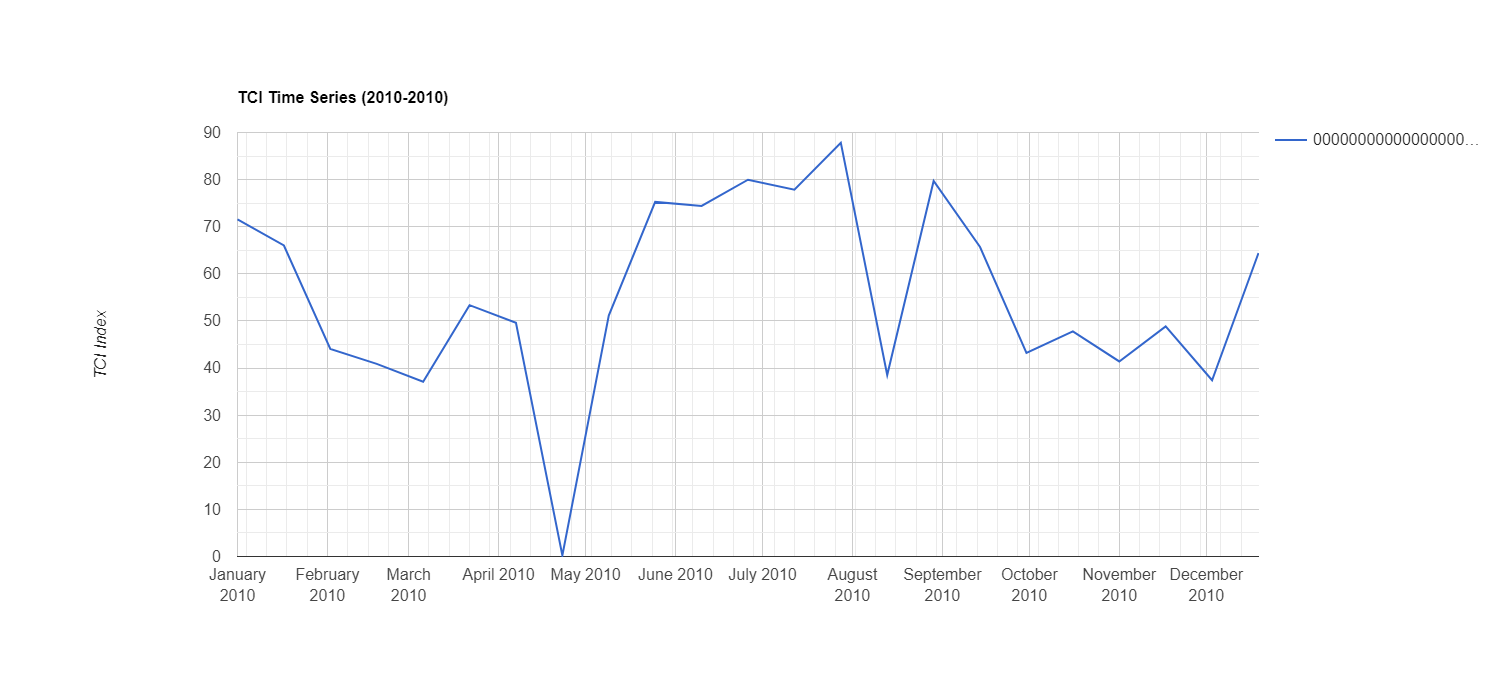 TCI Time Series (2010-2010)
90
80
70
60
50
40
30
20
10
0
TCI Index
00000000000000000...
January 2010
February 2010
March 2010
April 2010
May 2010
June 2010
July 2010
August 2010
September 2010
October 2010
November 2010
December 2010